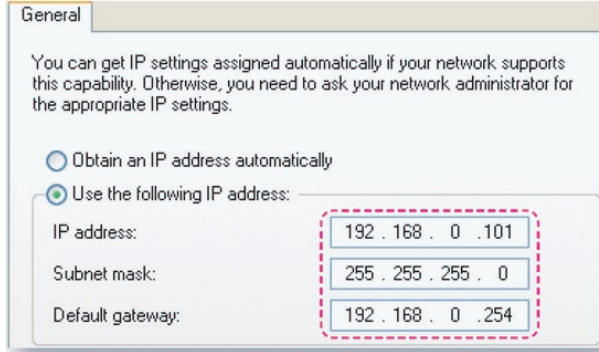 General
You can get IP settings assigned automatically if your network supports
this capability. Otherwise, you need to ask your network administrator for
the appropriate IP settings.
Obtain an IP address automatically
Use the following IP address:
IP address: 192 . 168 . 0 .101
Subnet mask: 255 . 255 . 255 . 0
Default gateway: 192 . 168 . 0 .254